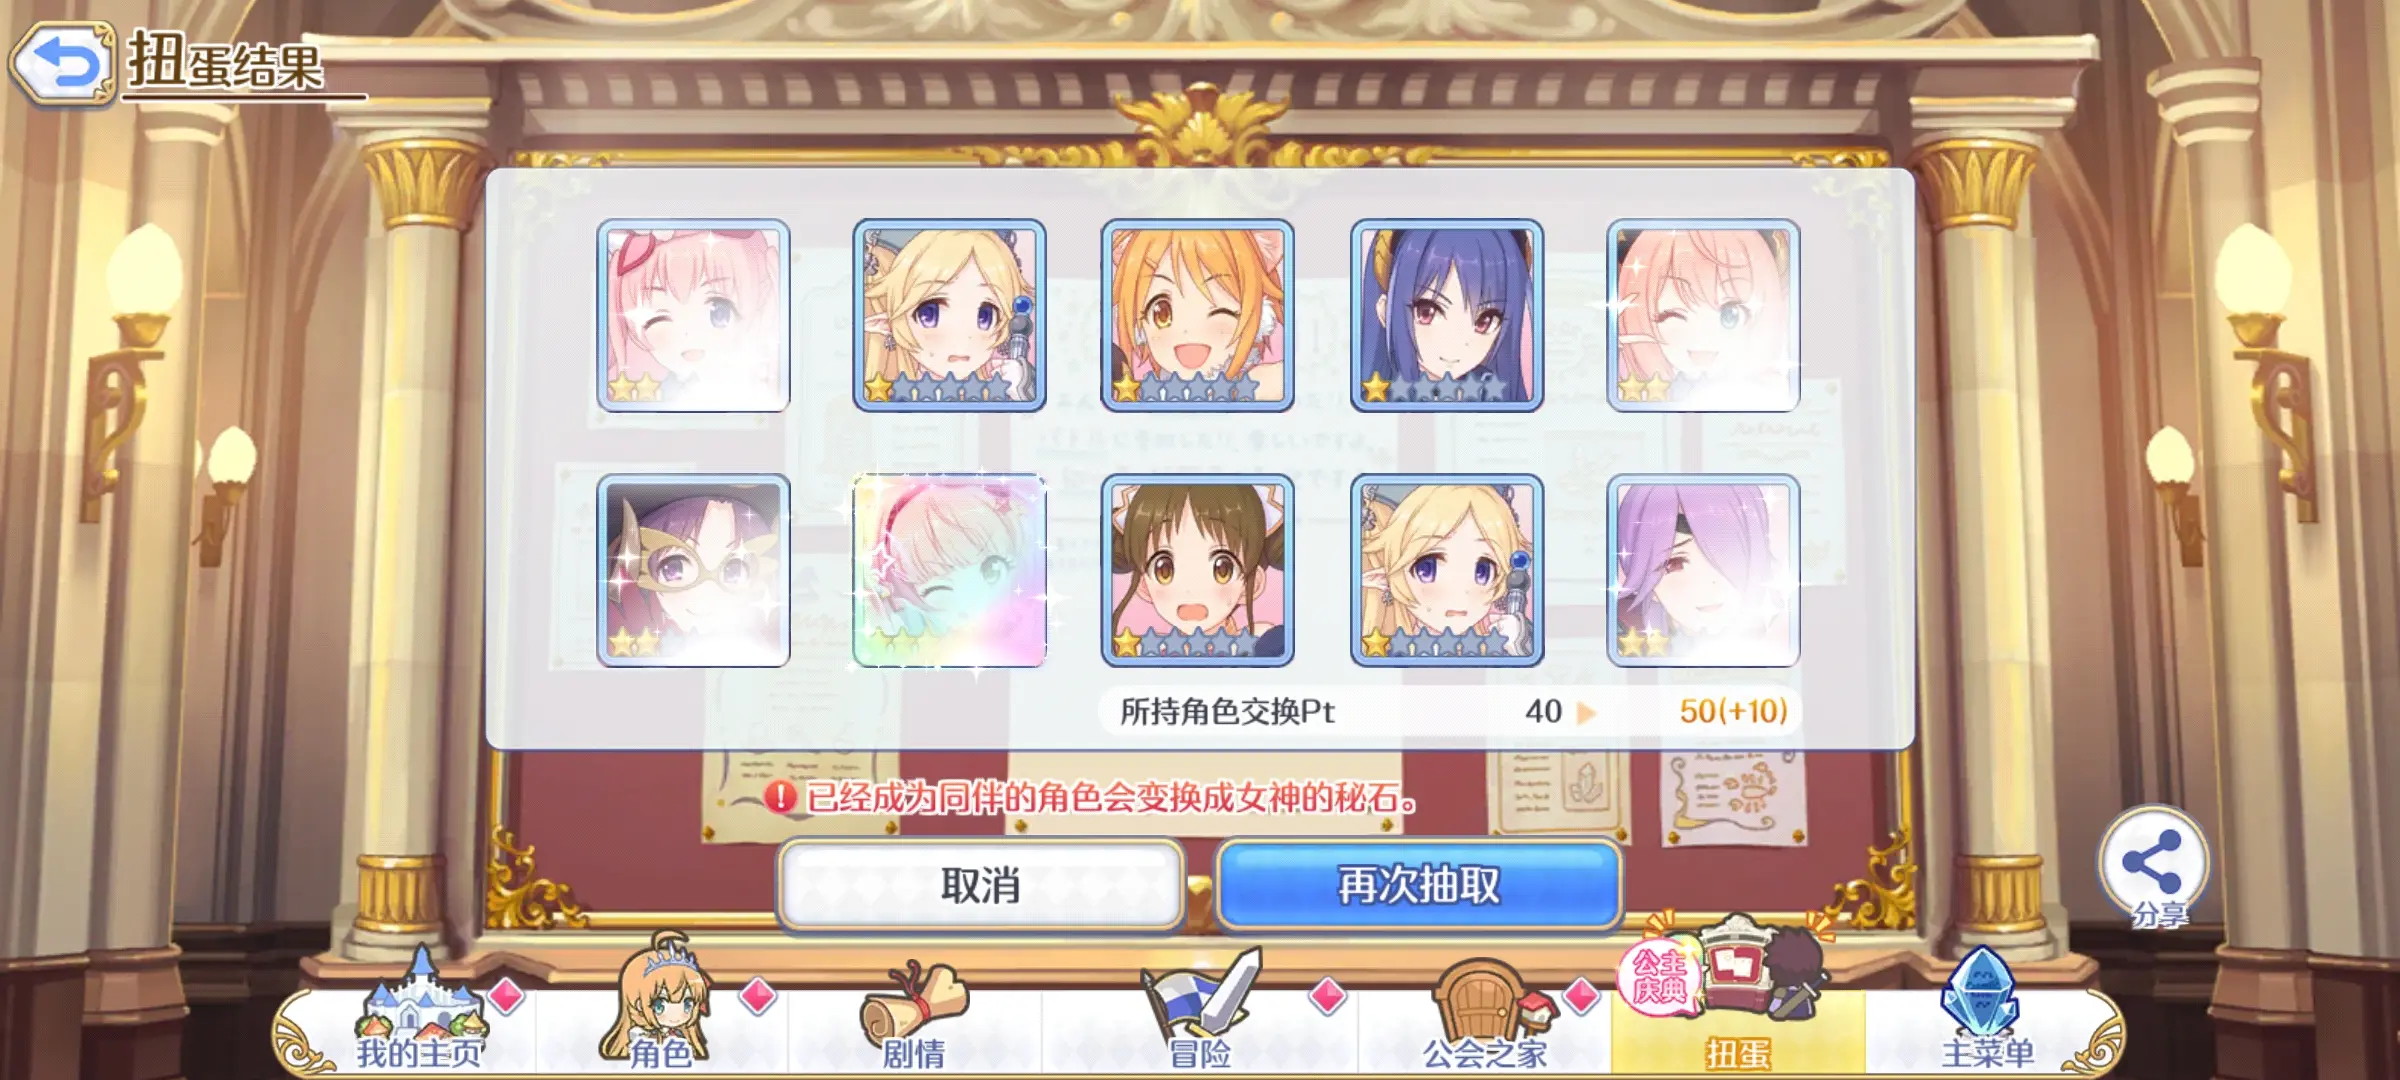 扭蛋结果
所持角色交换Pt 40 50(+10)
已经成为同伴的角色会变换成女神的秘石。
取消
再次抽取
分享
公主
庆典
我的主页
角色
剧情
冒险
公会之家
扭蛋
主菜单